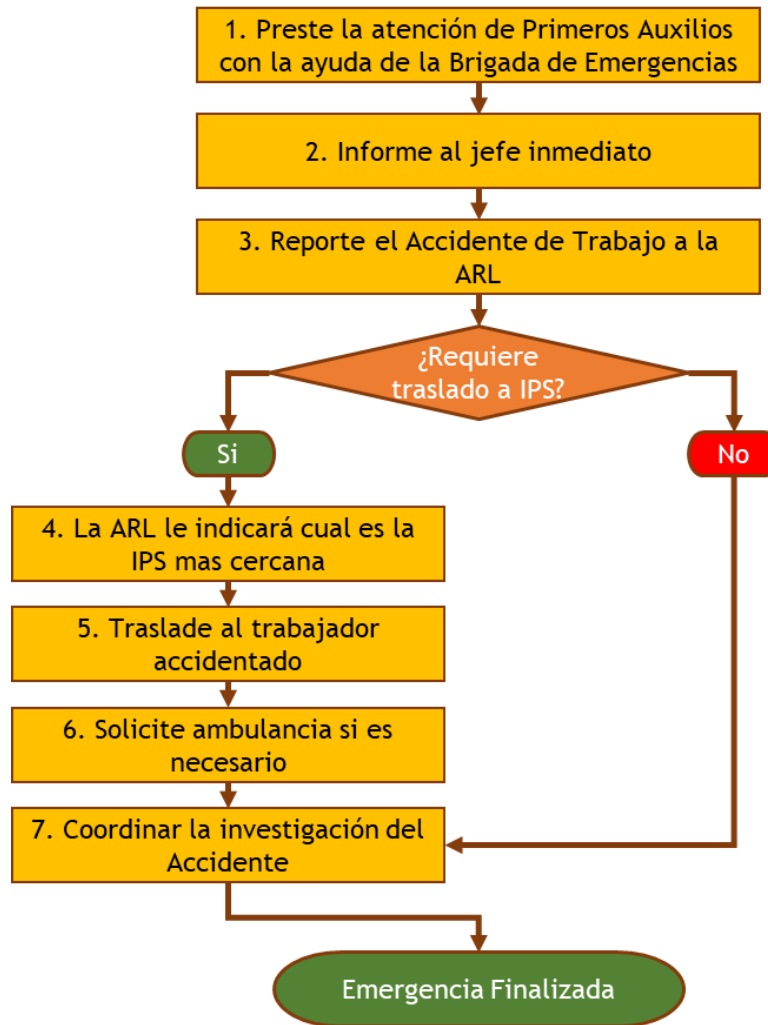 1. Preste la atención de Primeros Auxilios
con la ayuda de la Brigada de Emergencias
2. Informe al jefe inmediato
3. Reporte el Accidente de Trabajo a la
ARL
¿Requiere
traslado a IPS?
Si
No
4. La ARL le indicará cual es la
IPS mas cercana
5. Traslade al trabajador
accidentado
6. Solicite ambulancia si es
necesario
7. Coordinar la investigación del
Accidente
Emergencia Finalizada